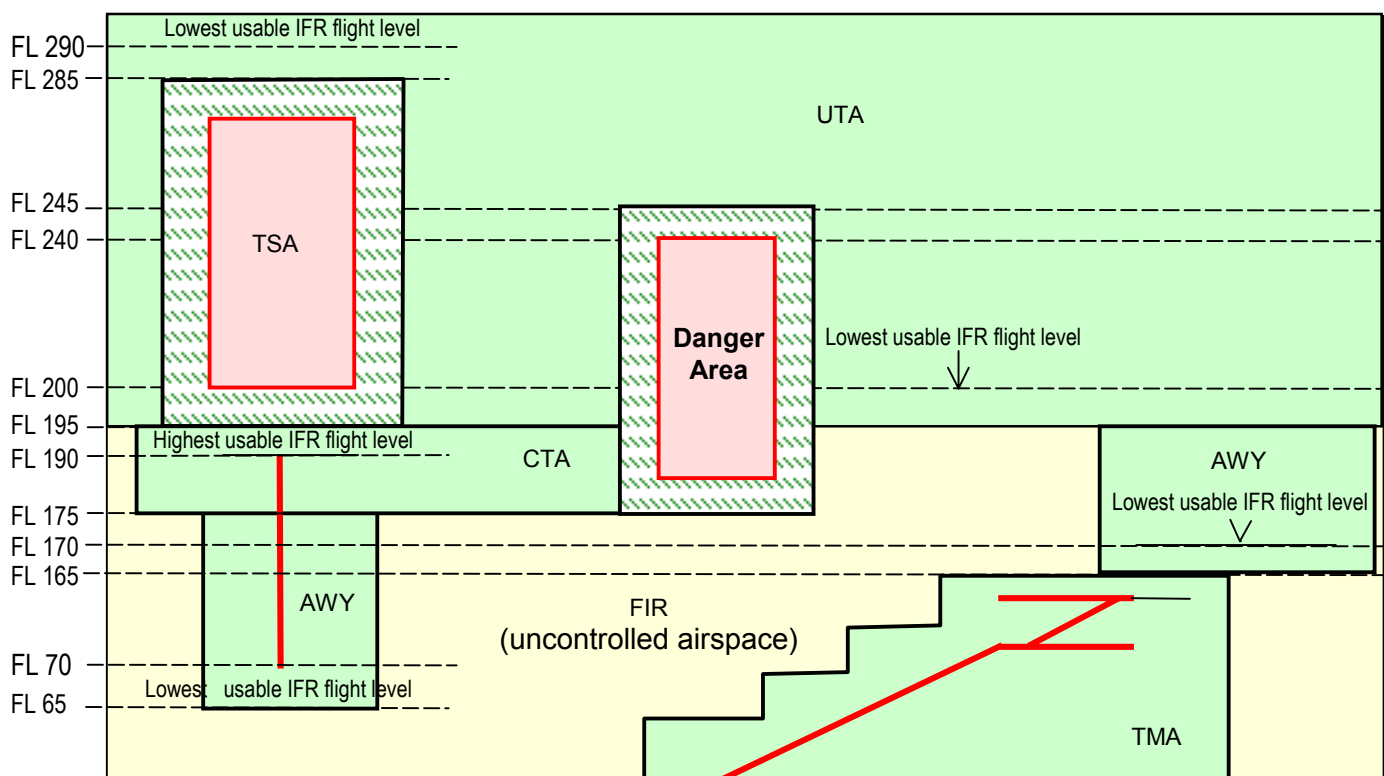 Lowest usable IFR flight level
FL 290
FL 285
UTA
FL 245
FL 240
TSA
Danger
Area
Lowest usable IFR flight level
FL 200
FL 195
Highest usable IFR flight level
FL 190
CTA
AWY
Lowest usable IFR flight level
FL 175
FL 170
FL 165
AWY
FIR
(uncontrolled airspace)
FL 70
Lowest usable IFR flight level
FL 65
TMA